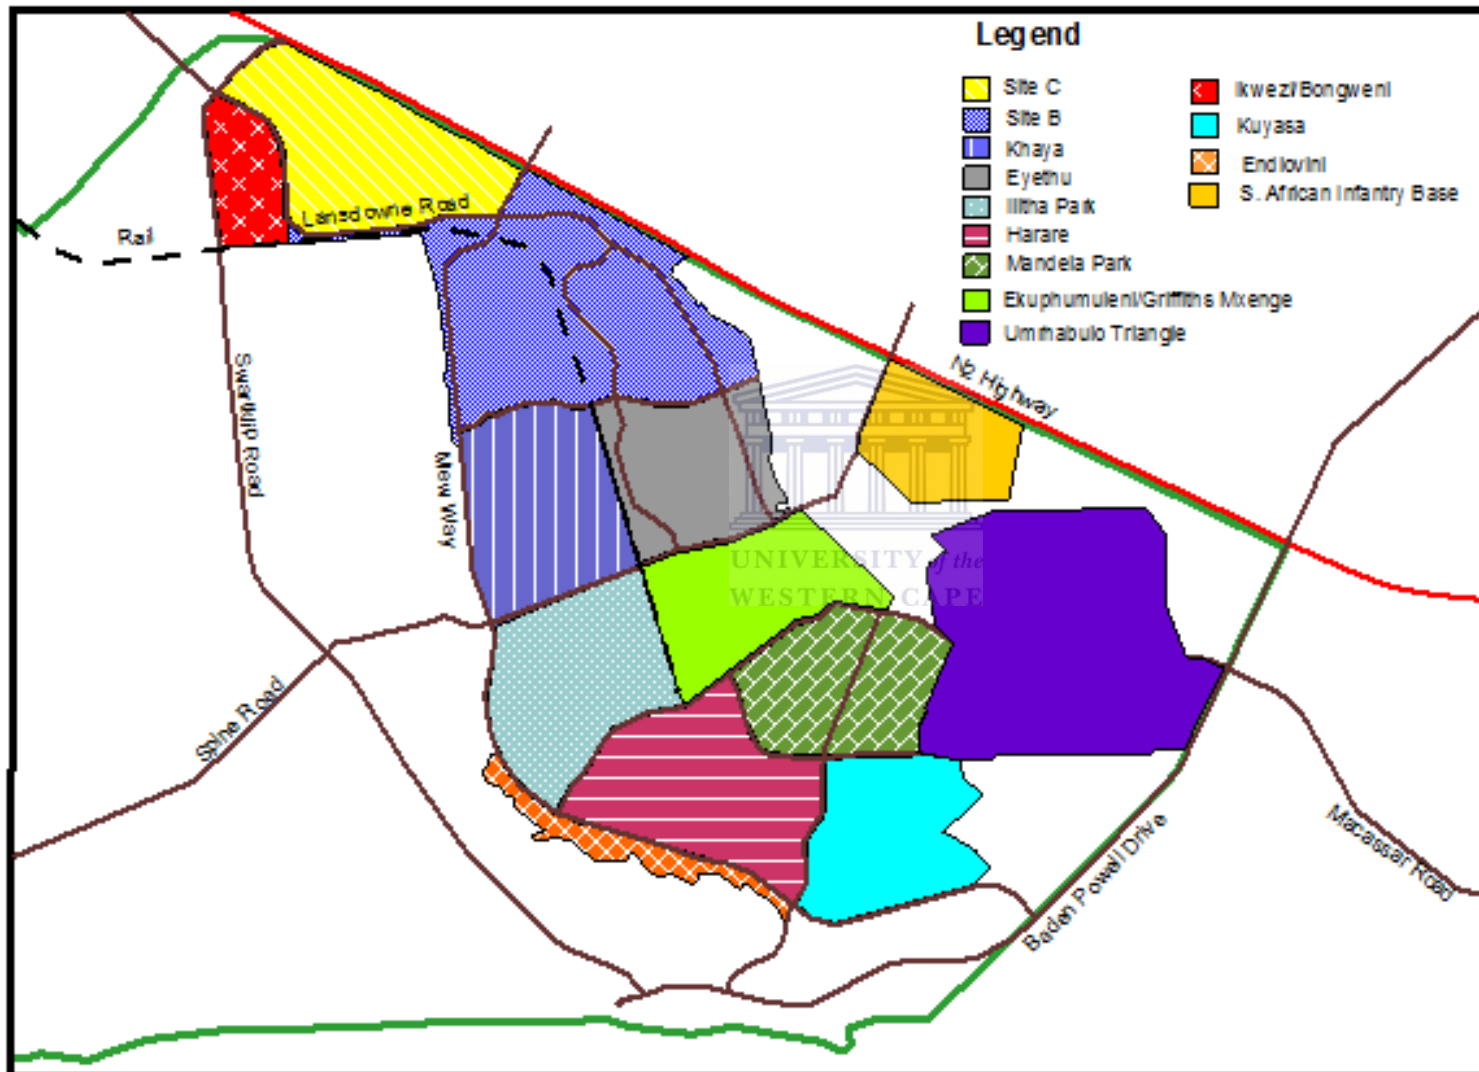 Legend
Site C
Site B
Khaya
Eyethu
Ilitha Park
Harare
Mandela Park
Ekuphumuleni/Griffiths Mxenge
Umrhabulo Triangle
Ikwezi/Bongweni
Kuyasa
Endlovini
S. African Infantry Base
Lansdowne Road
Rail
N2 Highway
Swartklip Road
Mew Way
UNIVERSITY of the
WESTERN CAPE
Spine Road
Macassar Road
Baden Powell Drive